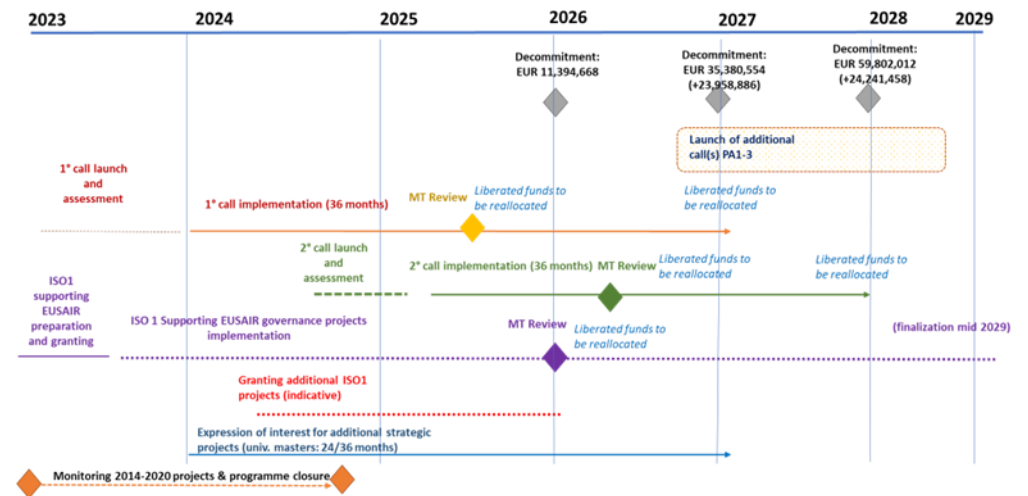 2023 2024 2025 2026 2027 2028 2029
Decommitment:
EUR 11,394,668
Decommitment:
EUR 35,380,554
(+23,958,886)
Decommitment:
EUR 59,802,012
(+24,241,458)
Launch of additional
call(s) PA1-3
1° call launch
and
assessment
1° call implementation (36 months)
MT Review
Liberated funds to
be reallocated
Liberated funds to
be reallocated
2° call launch
and
assessment
2° call implementation (36 months)
MT Review
Liberated funds to
be reallocated
Liberated funds to
be reallocated
ISO1
supporting
EUSAIR
preparation
and granting
ISO 1 Supporting EUSAIR governance projects
implementation
MT Review
Liberated funds to
be reallocated
(finalization mid 2029)
Granting additional ISO1
projects (indicative)
Expression of interest for additional strategic
projects (univ. masters: 24/36 months)
Monitoring 2014-2020 projects & programme closure